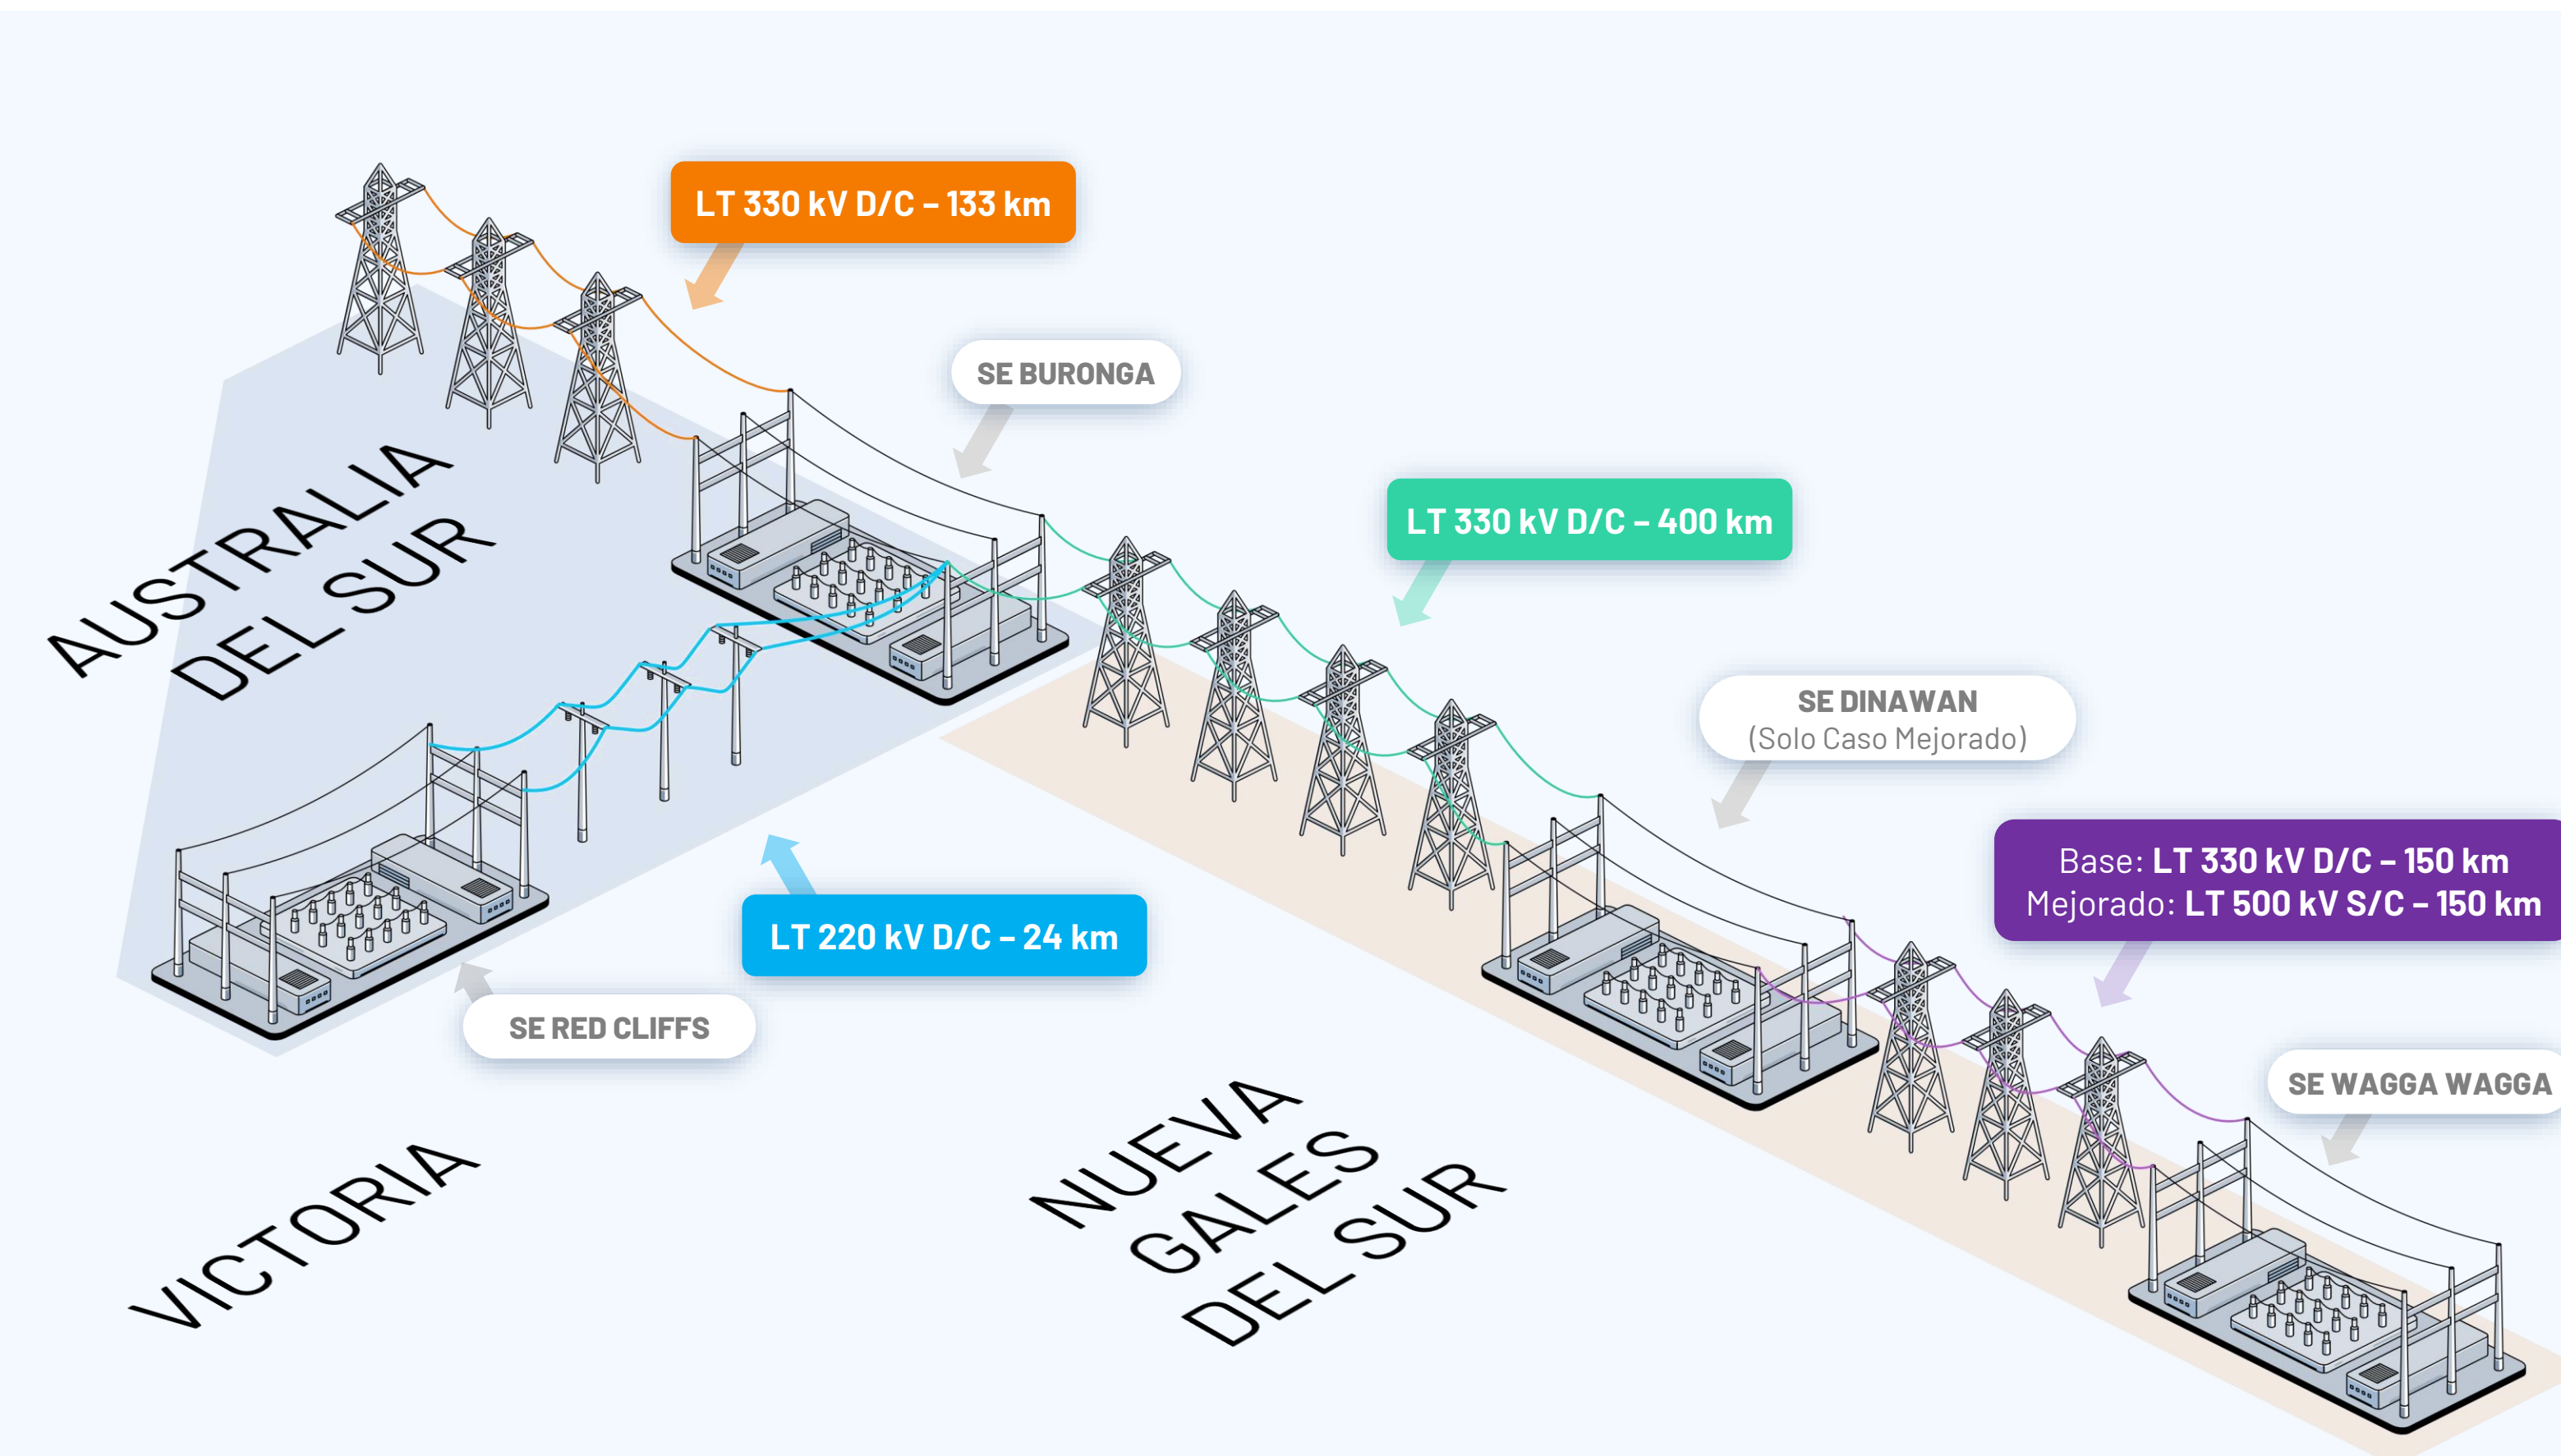 LT 330 kV D/C – 133 km
SE BURONGA
AUSTRALIA
DEL SUR
LT 330 kV D/C – 400 km
SE DINAWAN
(Solo Caso Mejorado)
Base: LT 330 kV D/C – 150 km
Mejorado: LT 500 kV S/C – 150 km
LT 220 kV D/C – 24 km
SE RED CLIFFS
SE WAGGA WAGGA
VICTORIA
NUEVA
GALES
DEL SUR